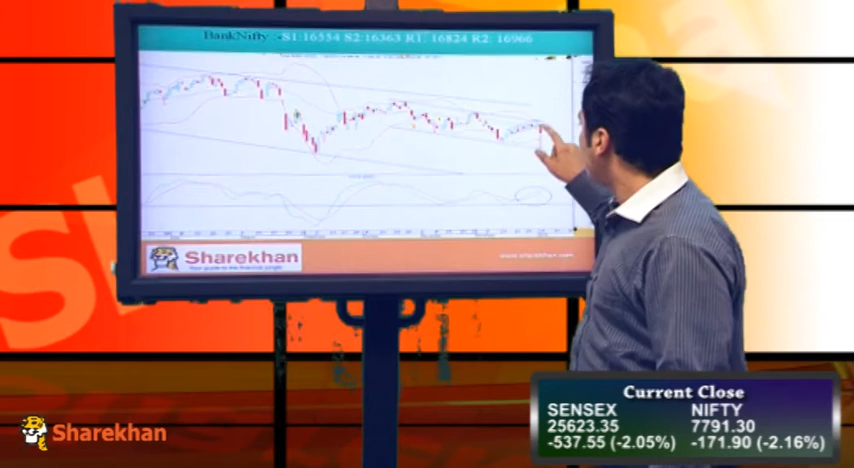 BankNifty :-S1:16554 S2:16363 R1: 16824 R2: 16966
Sharekhan
Your guide to the financial jungle
www.sharekhan.com
Current Close
SENSEX NIFTY
25623.35 7791.30
-537.55 (-2.05%) -171.90 (-2.16%)
Sharekhan